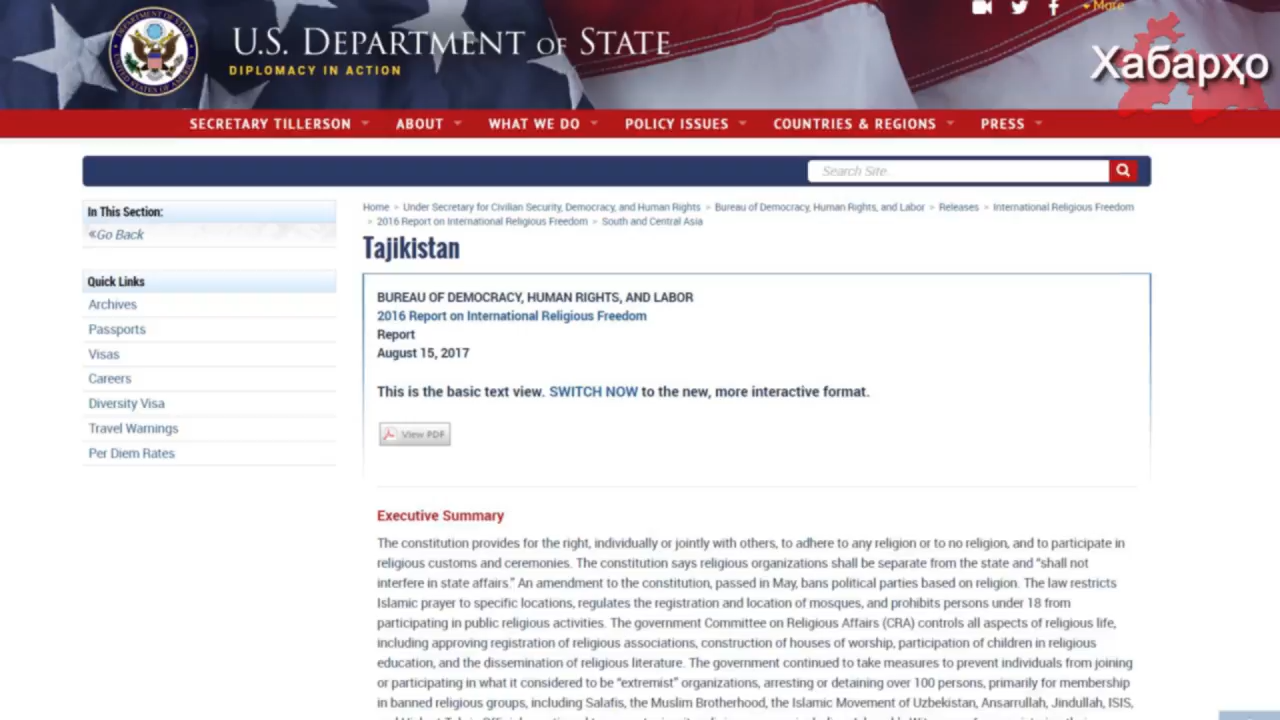 More
U.S. DEPARTMENT OF STATE
DIPLOMACY IN ACTION
Хабарҳо
SECRETARY TILLERSON ABOUT WHAT WE DO POLICY ISSUES COUNTRIES & REGIONS PRESS
Search Site
In This Section:
«Go Back
Quick Links
Archives
Passports
Visas
Careers
Diversity Visa
Travel Warnings
Per Diem Rates
Home > Under Secretary for Civilian Security, Democracy, and Human Rights > Bureau of Democracy, Human Rights, and Labor > Releases > International Religious Freedom
> 2016 Report on International Religious Freedom > South and Central Asia
Tajikistan
BUREAU OF DEMOCRACY, HUMAN RIGHTS, AND LABOR
2016 Report on International Religious Freedom
Report
August 15, 2017
This is the basic text view. SWITCH NOW to the new, more interactive format.
View PDF
Executive Summary
The constitution provides for the right, individually or jointly with others, to adhere to any religion or to no religion, and to participate in
religious customs and ceremonies. The constitution says religious organizations shall be separate from the state and “shall not
interfere in state affairs.” An amendment to the constitution, passed in May, bans political parties based on religion. The law restricts
Islamic prayer to specific locations, regulates the registration and location of mosques, and prohibits persons under 18 from
participating in public religious activities. The government Committee on Religious Affairs (CRA) controls all aspects of religious life,
including approving registration of religious associations, construction of houses of worship, participation of children in religious
education, and the dissemination of religious literature. The government continued to take measures to prevent individuals from joining
or participating in what it considered to be “extremist” organizations, arresting or detaining over 100 persons, primarily for membership
in banned religious groups, including Salafis, the Muslim Brotherhood, the Islamic Movement of Uzbekistan, Ansarrullah, Jindullah, ISIS,